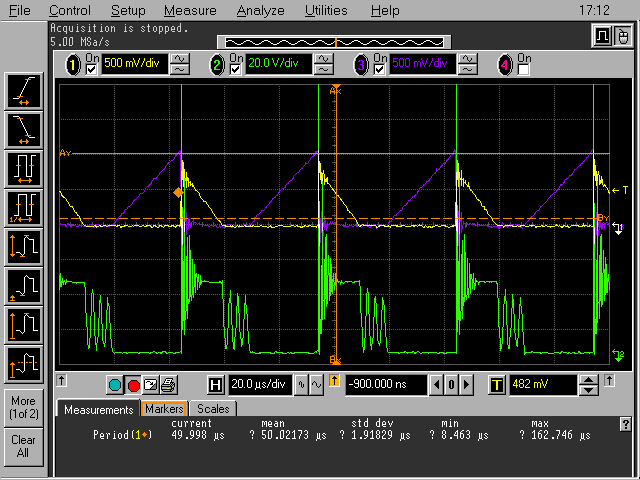 File Control Setup Measure Analyze Utilities Help 17:12
Acquisition is stopped.
5.00 MSa/s
1 On 500 mV/div 2 On 20.0 V/div 3 On 500 mV/div 4 On
Ax
Ay
T
By
Bx
2
More
(1of 2)
Clear
All
H 20.0 µs/div -900.000 ns 0 T 482 mV
Measurements Markers Scales
?
current mean std dev min max
Period(1) 49.998 µs ? 50.02173 µs ? 1.91829 µs ? 8.463 µs ? 162.746 µs